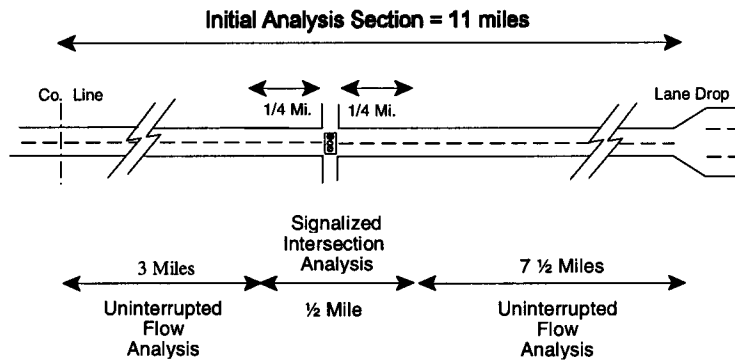 Initial Analysis Section = 11 miles
Co. Line
1/4 Mi.
1/4 Mi.
Lane Drop
Signalized
Intersection
Analysis
3 Miles
½ Mile
7 ½ Miles
Uninterrupted
Flow
Analysis
Uninterrupted
Flow
Analysis